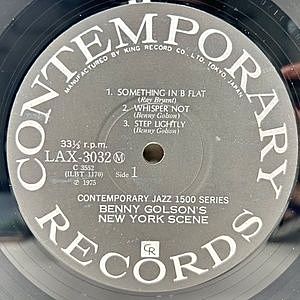 CONTEMPORARY
RECORDS
Manufactured by KING RECORD CO., LTD. TOKYO, JAPAN
1. SOMETHING IN B FLAT
(Ray Bryant)
2. WHISPER NOT
(Benny Golson)
3. STEP LIGHTLY
(Benny Golson)
33⅓ r.p.m.
LAX-3032 Ⓜ
C 3552
(ILBT 1170)
Side 1
℗ 1975
CONTEMPORARY JAZZ 1500 SERIES
BENNY GOLSON'S
NEW YORK SCENE
CR